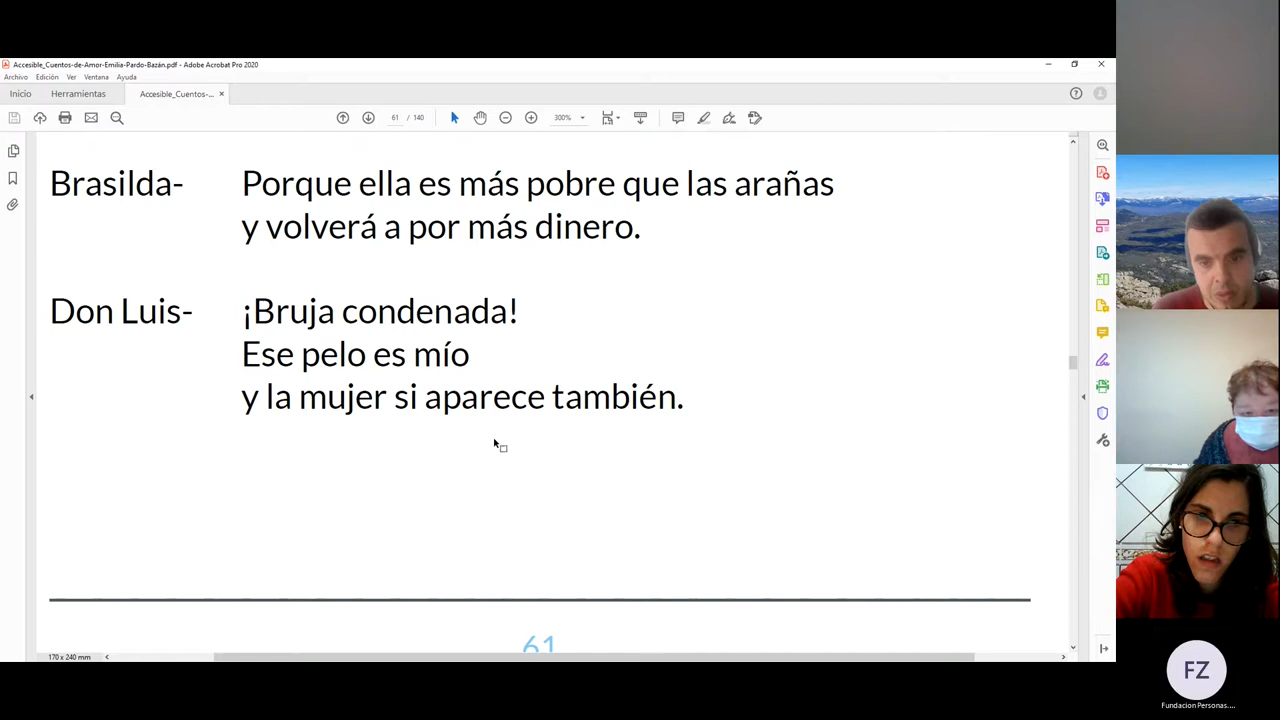 Accesible_Cuentos-de-Amor-Emilia-Pardo-Bazán.pdf - Adobe Acrobat Pro 2020
Archivo Edición Ver Ventana Ayuda
Inicio Herramientas Accesible_Cuentos-...
61 / 140 300%
Brasilda- Porque ella es más pobre que las arañas
y volverá a por más dinero.
Don Luis- ¡Bruja condenada!
Ese pelo es mío
y la mujer si aparece también.
61
170 x 240 mm
FZ
Fundacion Personas....